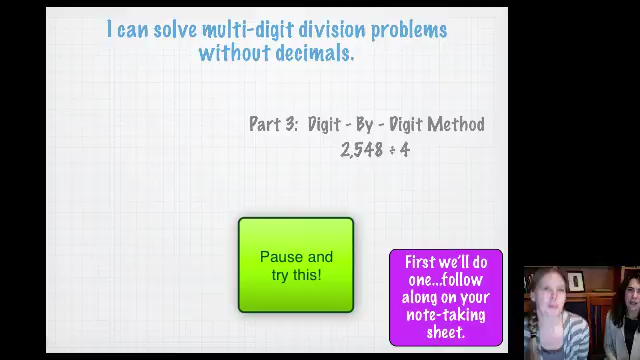 I can solve multi-digit division problems
without decimals.
Part 3: Digit - By - Digit Method
2,548 ÷ 4
Pause and
try this!
First we'll do
one...follow
along on your
note-taking
sheet.